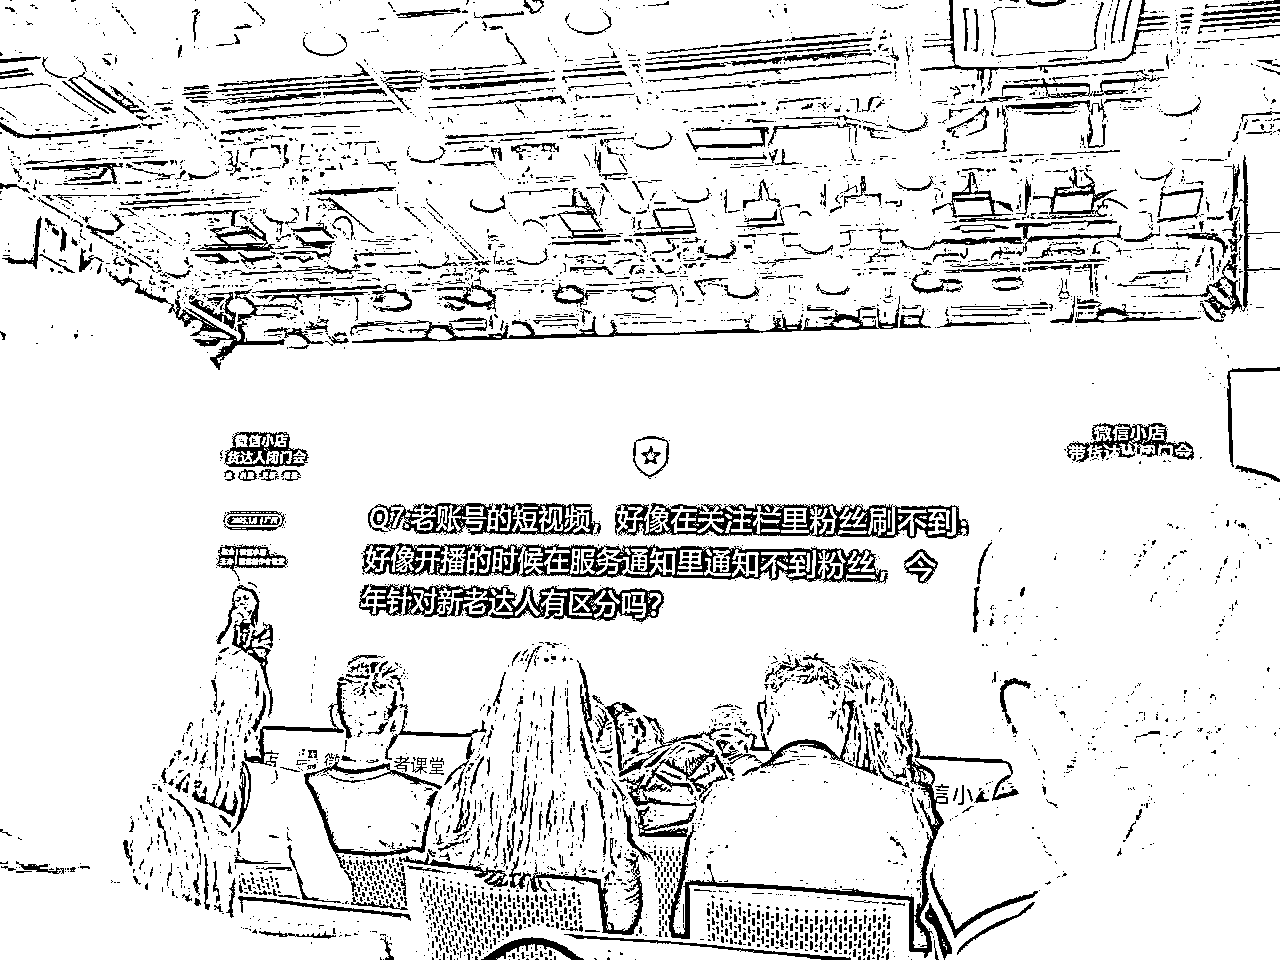 微信小店
货达人闭门会
微信小店
带货达人闭门会
Q7:老账号的短视频，好像在关注栏里粉丝刷不到；
好像开播的时候在服务通知里通知不到粉丝，今
年针对新老达人有区分吗？
店
微
者课堂
信小